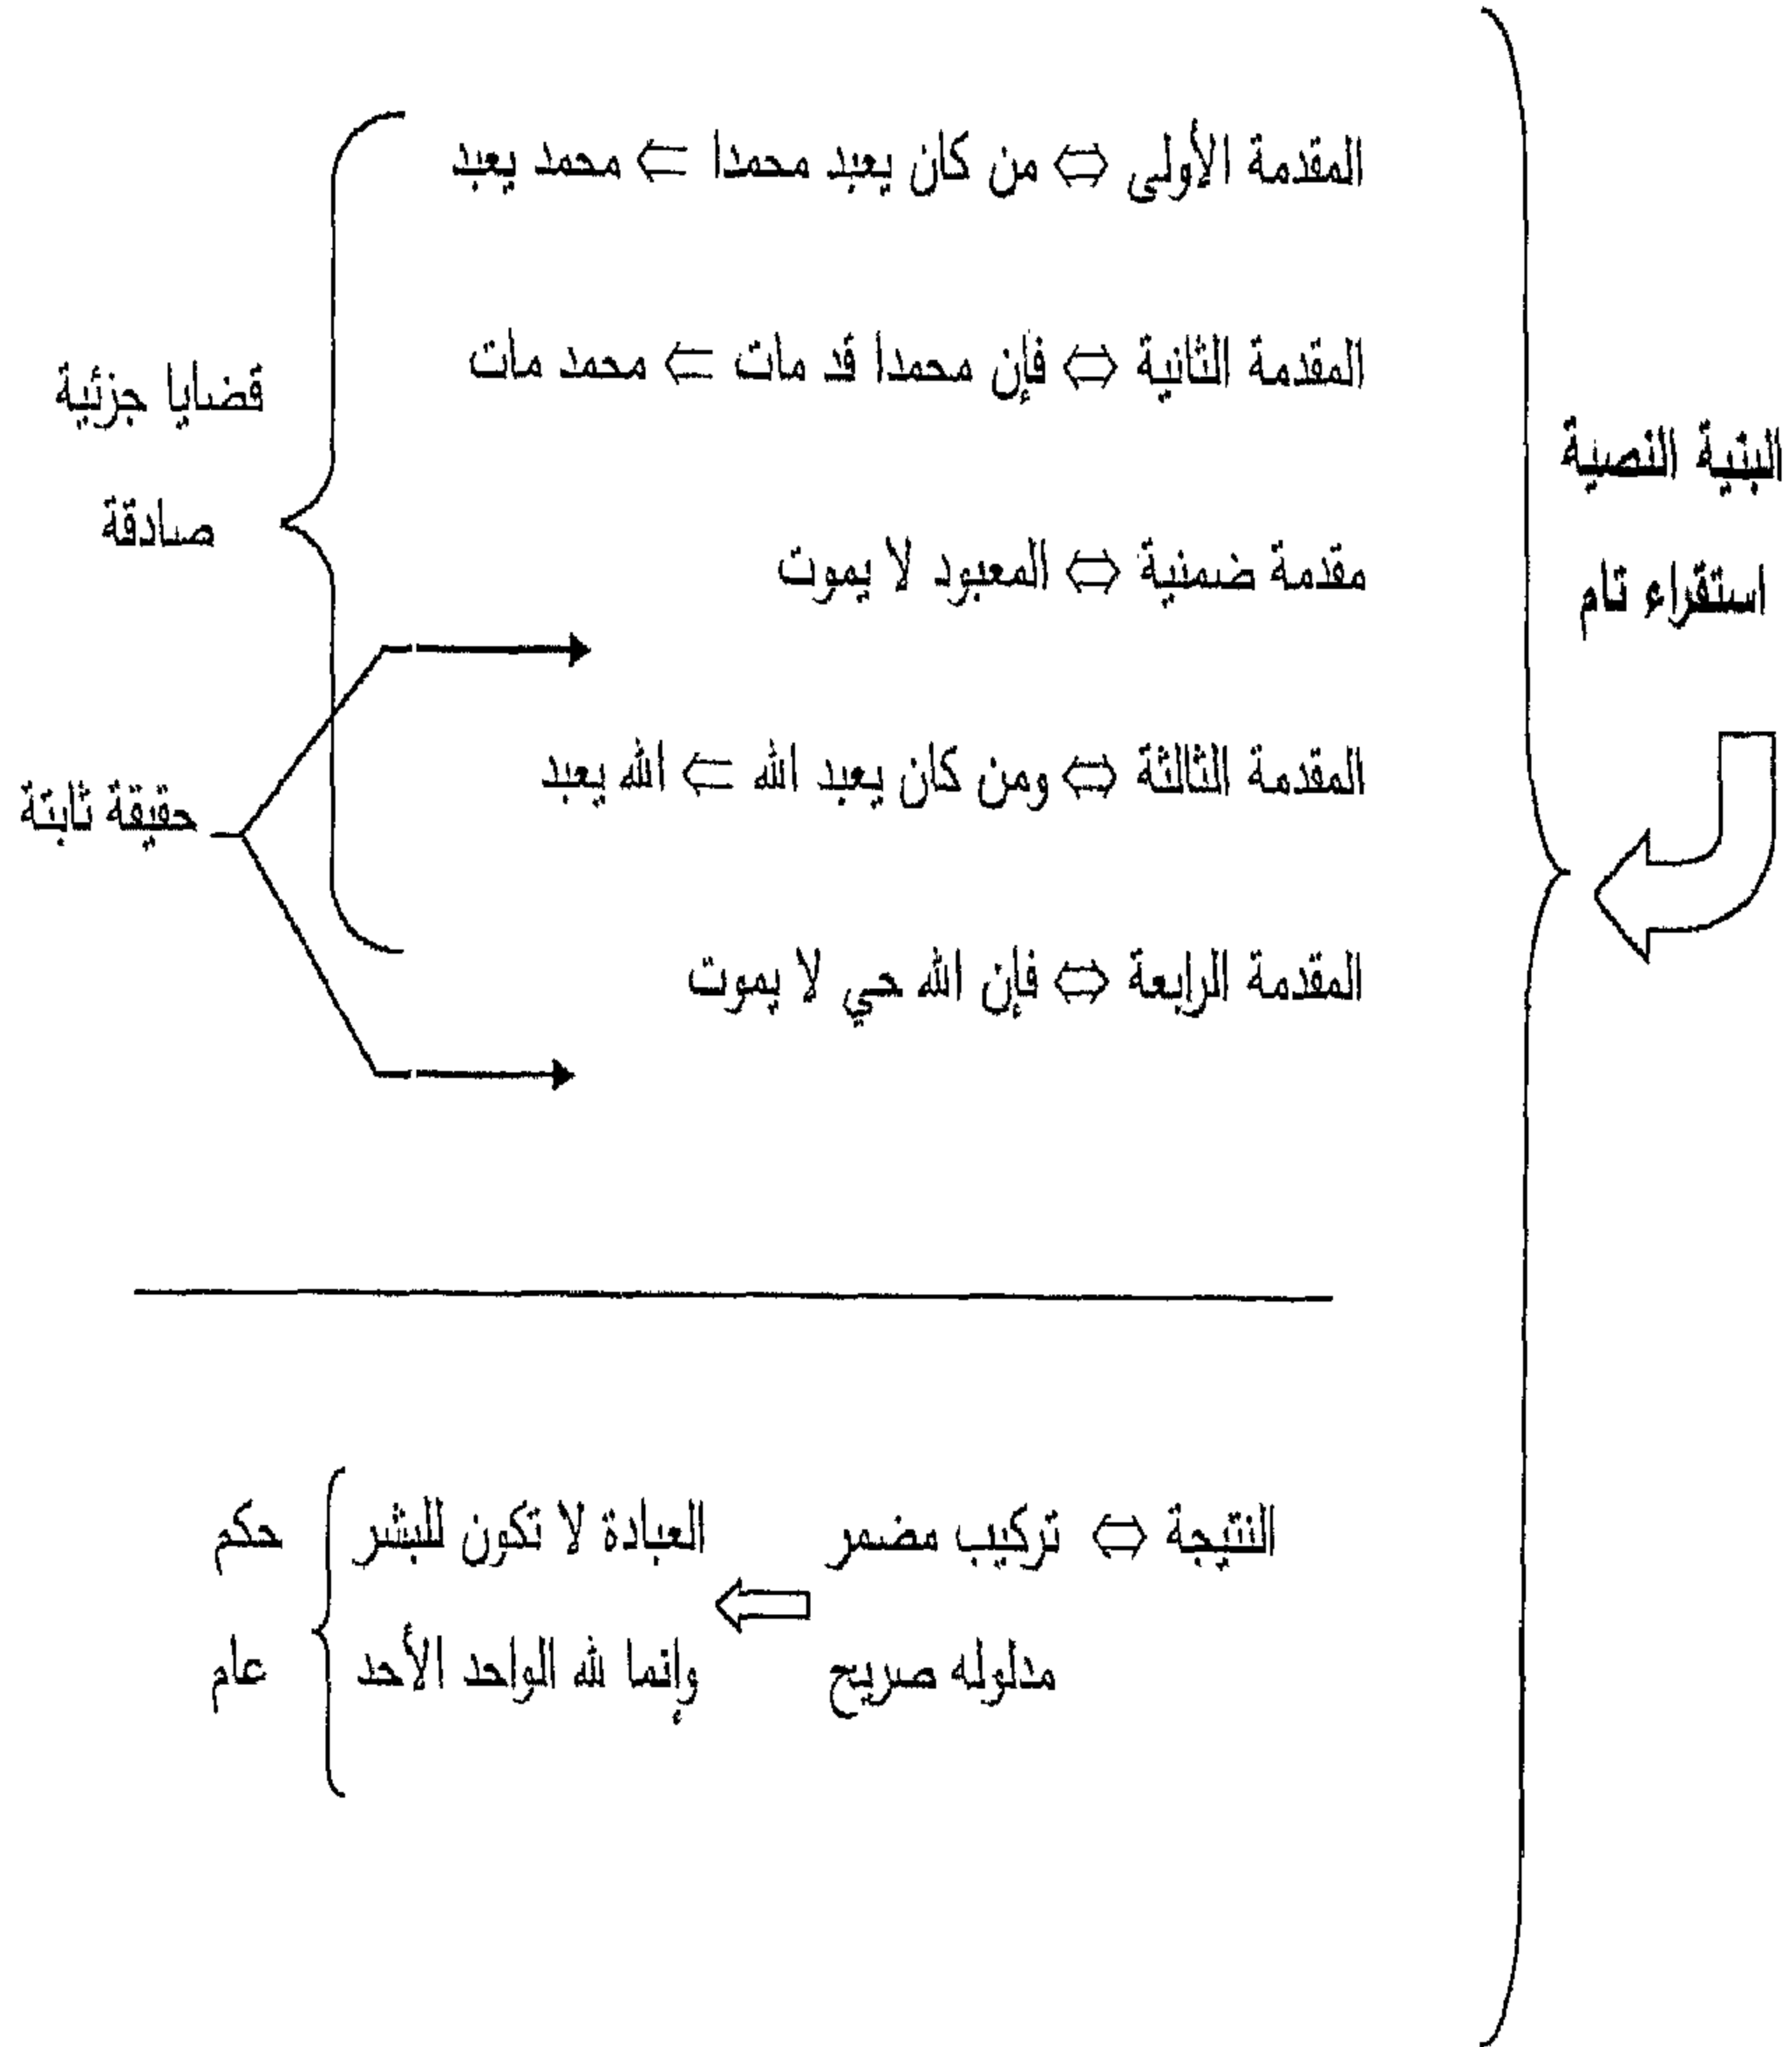 المقدمة الأولى ⇔ من كان يعبد محمدا ⇐ محمد يعبد
المقدمة الثانية ⇔ فإن محمدا قد مات ⇐ محمد مات
قضايا جزئية
البنية النصية
صادقة
مقدمة ضمنية ⇔ المعبود لا يموت
استقراء تام
المقدمة الثالثة ⇔ ومن كان يعبد الله ⇐ الله يعبد
حقيقة ثابتة
المقدمة الرابعة ⇔ فإن الله حي لا يموت
النتيجة ⇔ تركيب مضمر
مدلوله صريح
العبادة لا تكون للبشر
وإنما لله الواحد الأحد
حكم
عام